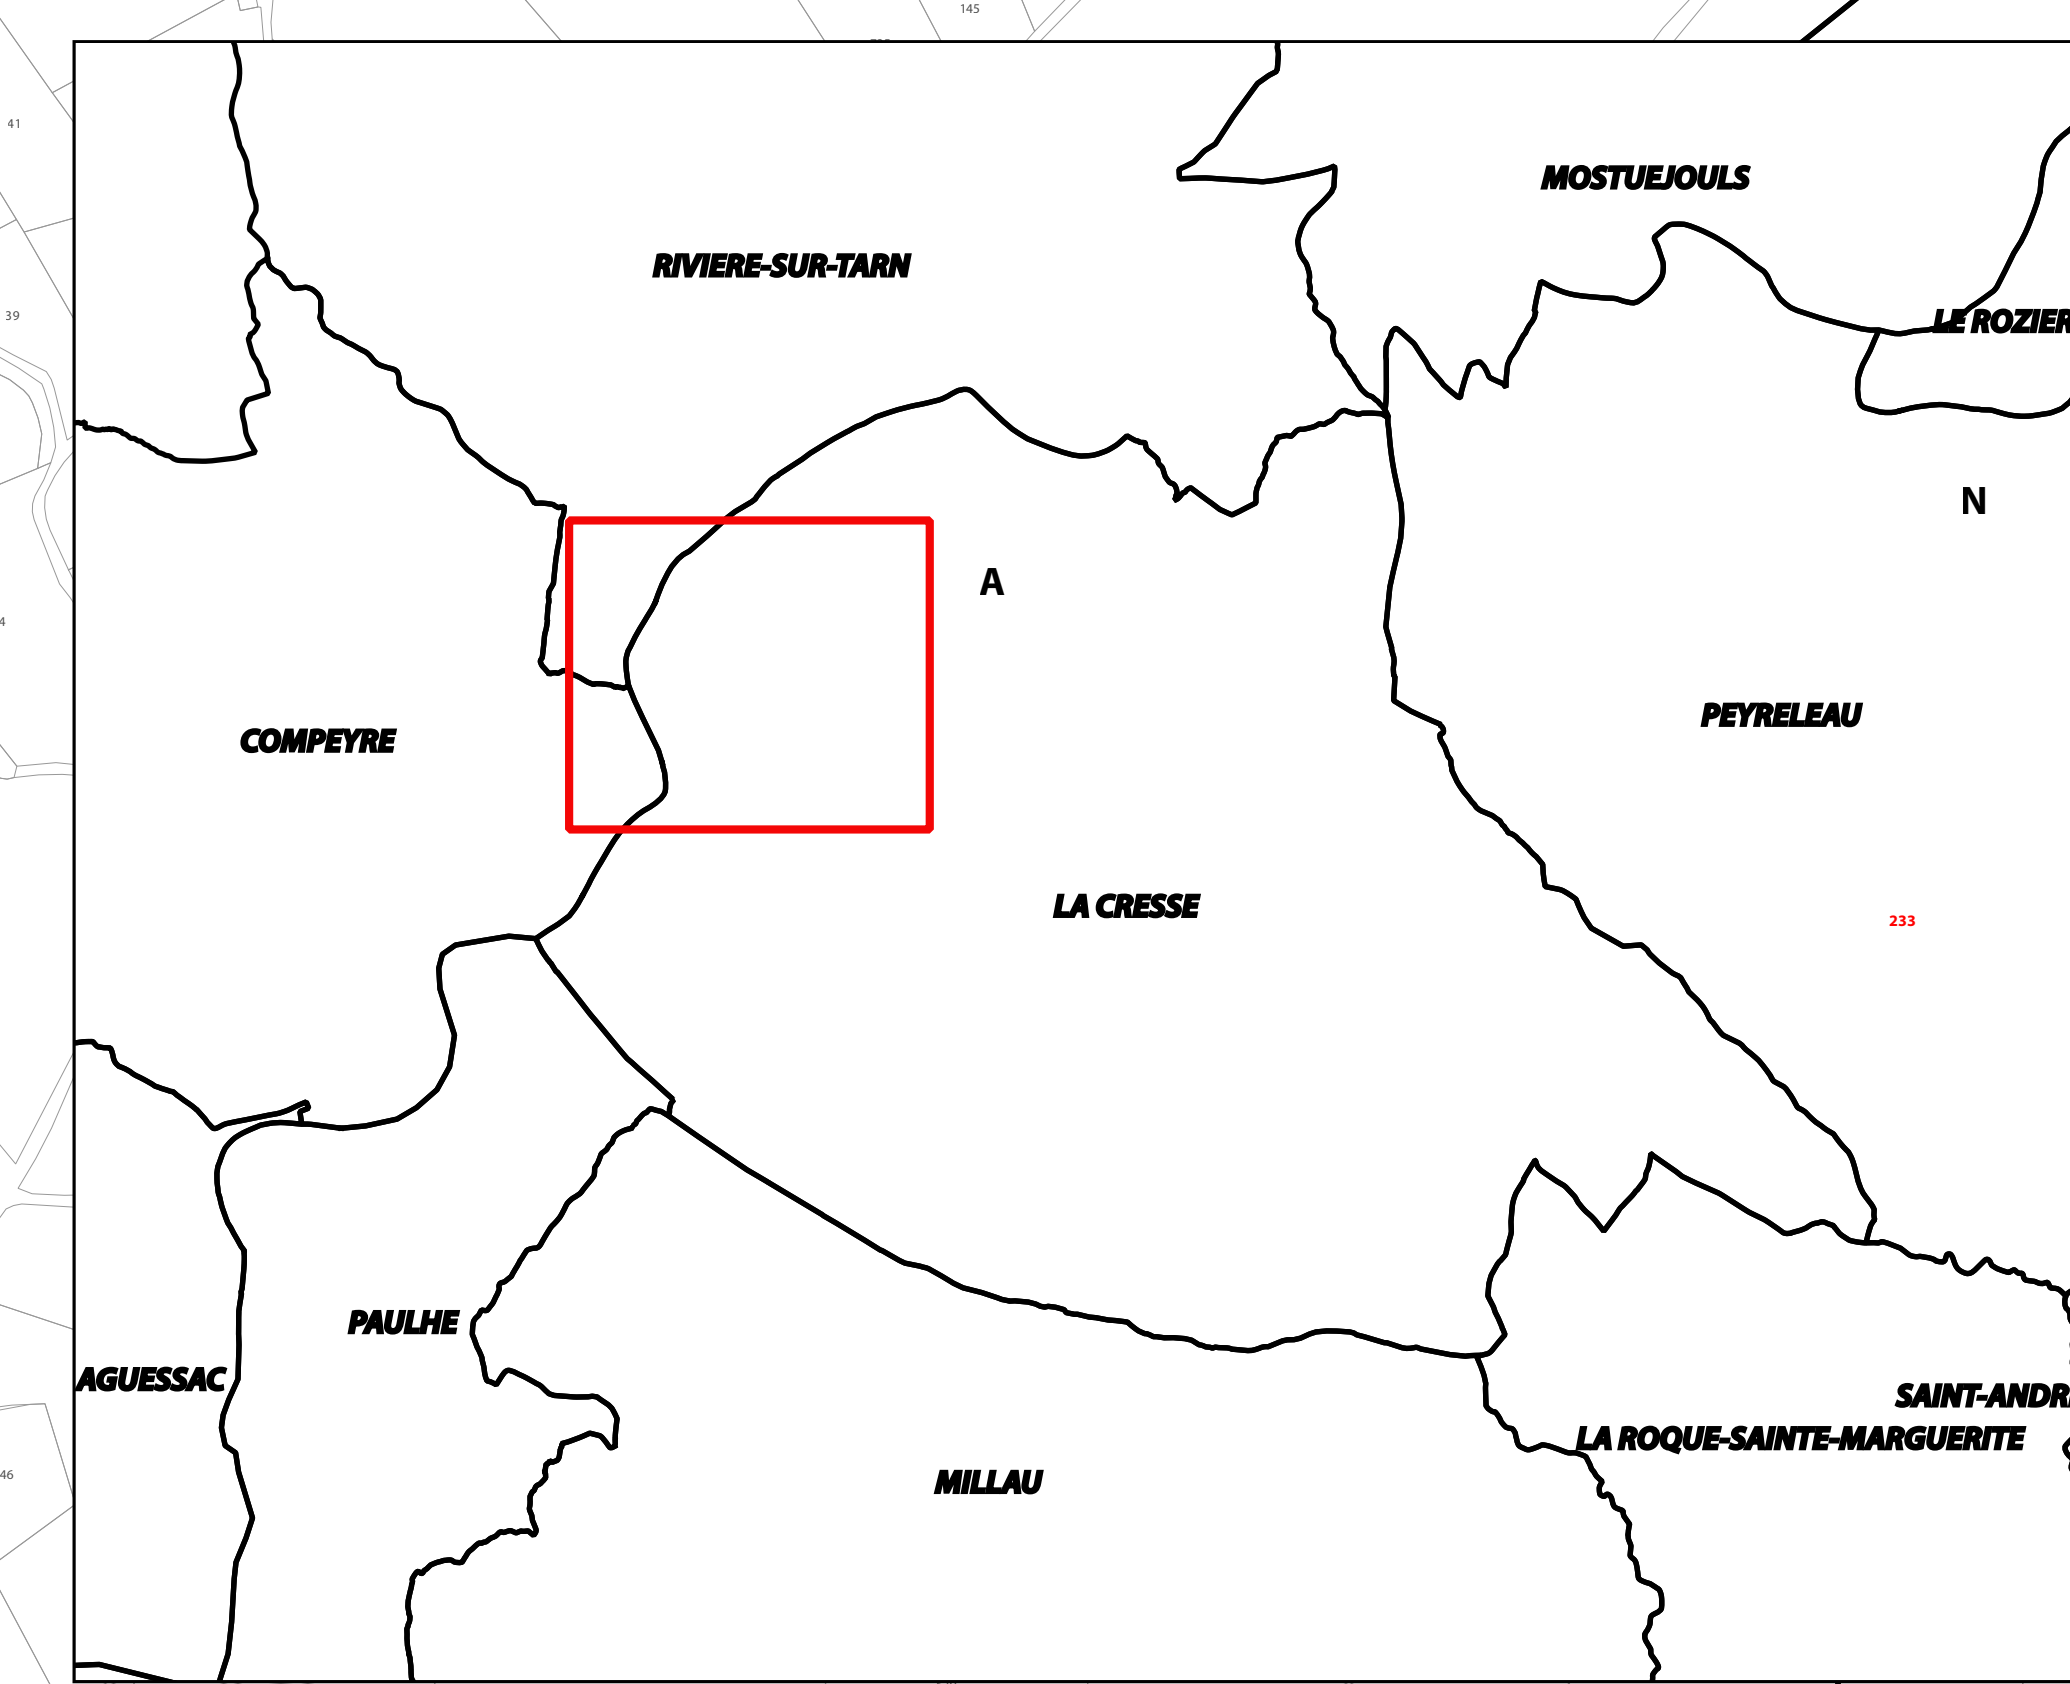 145
41
MOSTUEJOULS
RIVIERE-SUR-TARN
39
LE ROZIER
N
A
4
PEYRELEAU
COMPEYRE
LA CRESSE
233
PAULHE
AGUESSAC
SAINT-ANDR
LA ROQUE-SAINTE-MARGUERITE
46
MILLAU